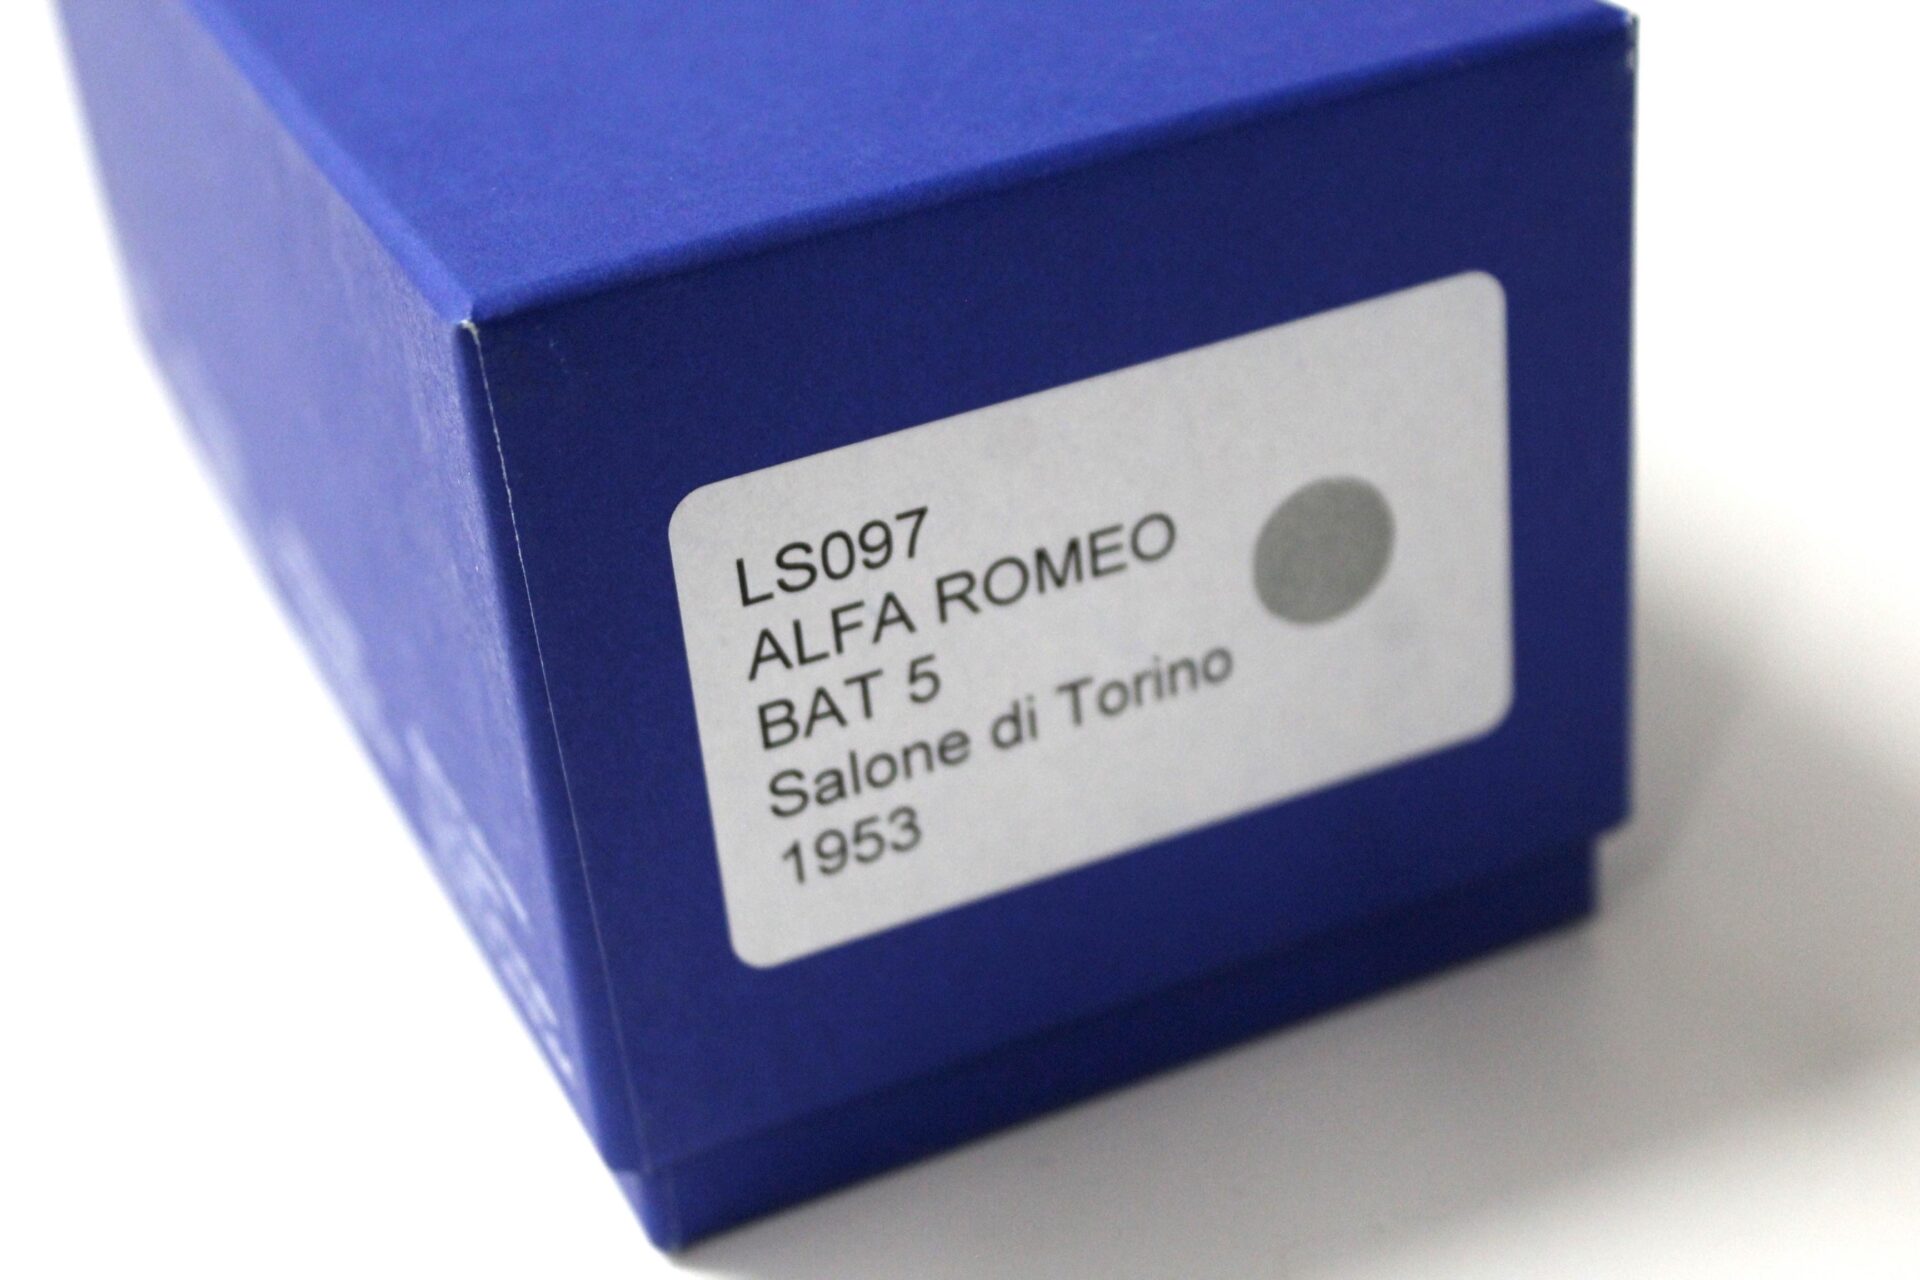 LS097
ALFA ROMEO
BAT 5
Salone di Torino
1953